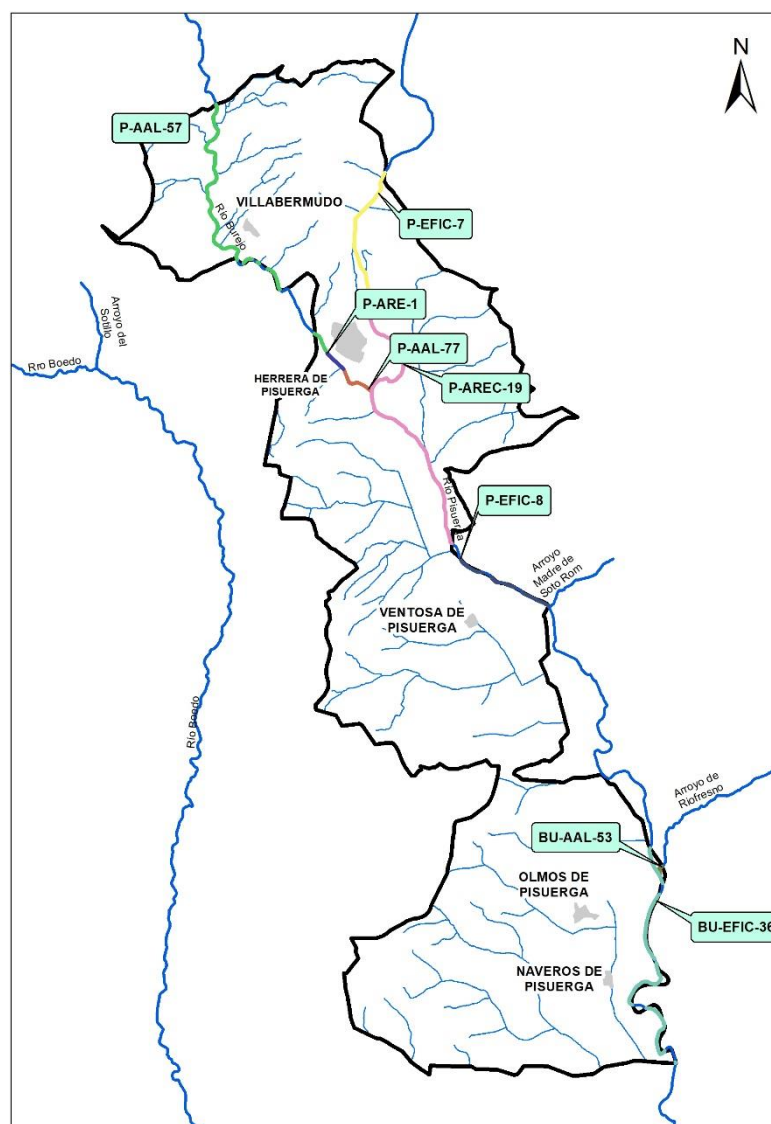 N
P-AAL-57
VILLABERMUDO
P-EFIC-7
Río Burejo
P-ARE-1
Arroyo del
Sotillo
P-AAL-77
Río Boedo
P-AREC-19
HERRERA DE
PISUERGA
Río Pisuerga
P-EFIC-8
Arroyo
Madre de
Soto Rom
VENTOSA DE
PISUERGA
Río Boedo
Arroyo de
Riofresno
BU-AAL-53
OLMOS DE
PISUERGA
BU-EFIC-36
NAVEROS DE
PISUERGA